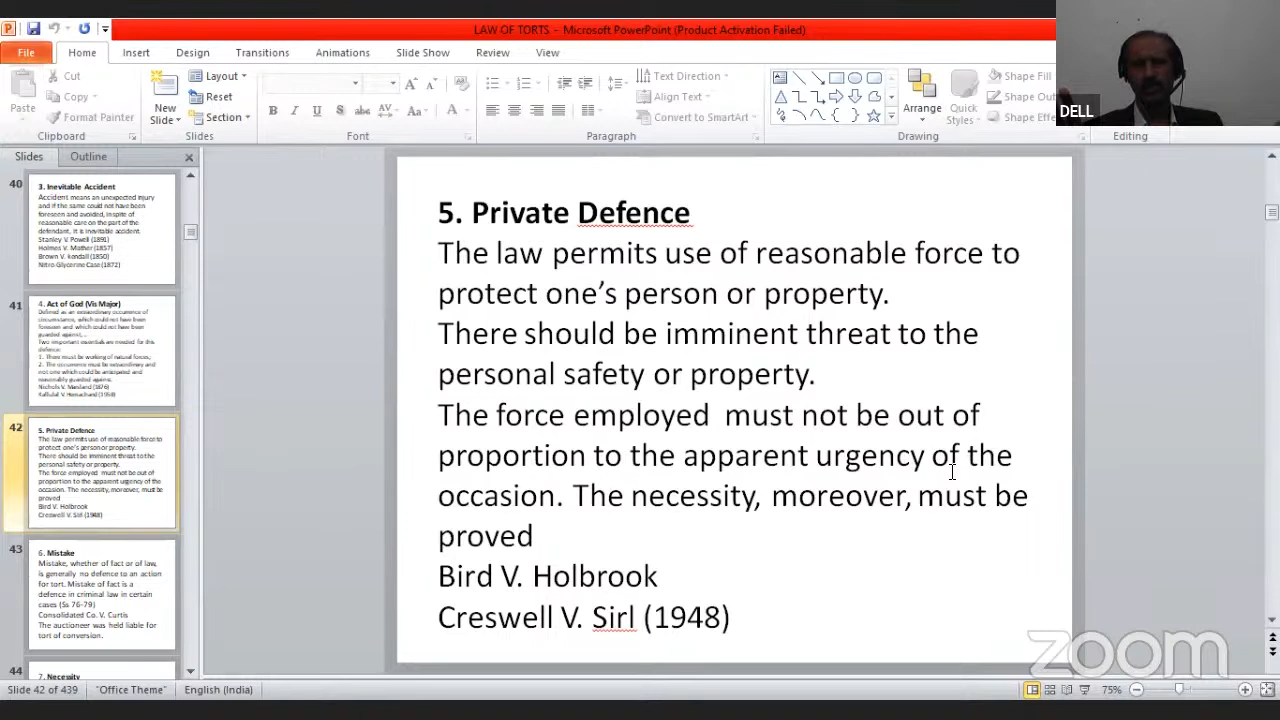 LAW OF TORTS - Microsoft PowerPoint (Product Activation Failed)
File Home Insert Design Transitions Animations Slide Show Review View
Cut
Copy
Format Painter
Paste
Clipboard
New
Slide
Layout
Reset
Section
Slides
Font
Text Direction
Align Text
Convert to SmartArt
Paragraph
Arrange
Quick
Styles
Shape Fill
Shape Out
Shape Effe
Drawing
Editing
DELL
Slides Outline
40
3. Inevitable Accident
Accident means an unexpected injury
and if the same could not have been
foreseen and avoided, inspite of
reasonable care on the part of the
defendant, it is inevitable accident.
Stanley V. Powell (1891)
Holmes V. Mather (1857)
Brown V. Kendall (1850)
Nitro-Glycerine Case (1872)
41
4. Act of God (Vis Major)
Defined as an extraordinary occurrence of
circumstance, which could not have been
foreseen and which could not have been
guarded against,..
Two important essentials are needed for this
defence:
1. There must be working of natural forces;
2. The occurrence must be extraordinary and
not one which could be anticipated and
reasonably guarded against.
Nichols V. Marsland (1876)
42
5. Private Defence
The law permits use of reasonable force to
protect one's person or property.
There should be imminent threat to the
personal safety or property.
The force employed must not be out of
proportion to the apparent urgency of the
occasion. The necessity, moreover, must be
proved
Bird V. Holbrook
Creswell V. Sirl (1948)
43
6. Mistake
Mistake, whether of fact or of law,
is generally no defence to an action
for tort. Mistake of fact is a
defence in criminal law in certain
cases (Ss 76-79)
Consolidated Co. V. Curtis
The auctioneer was held liable for
tort of conversion.
44
7. Necessity
5. Private Defence
The law permits use of reasonable force to
protect one’s person or property.
There should be imminent threat to the
personal safety or property.
The force employed  must not be out of
proportion to the apparent urgency of the
occasion. The necessity, moreover, must be
proved
Bird V. Holbrook
Creswell V. Sirl (1948)
zoom
Slide 42 of 439 "Office Theme" English (India) 75%